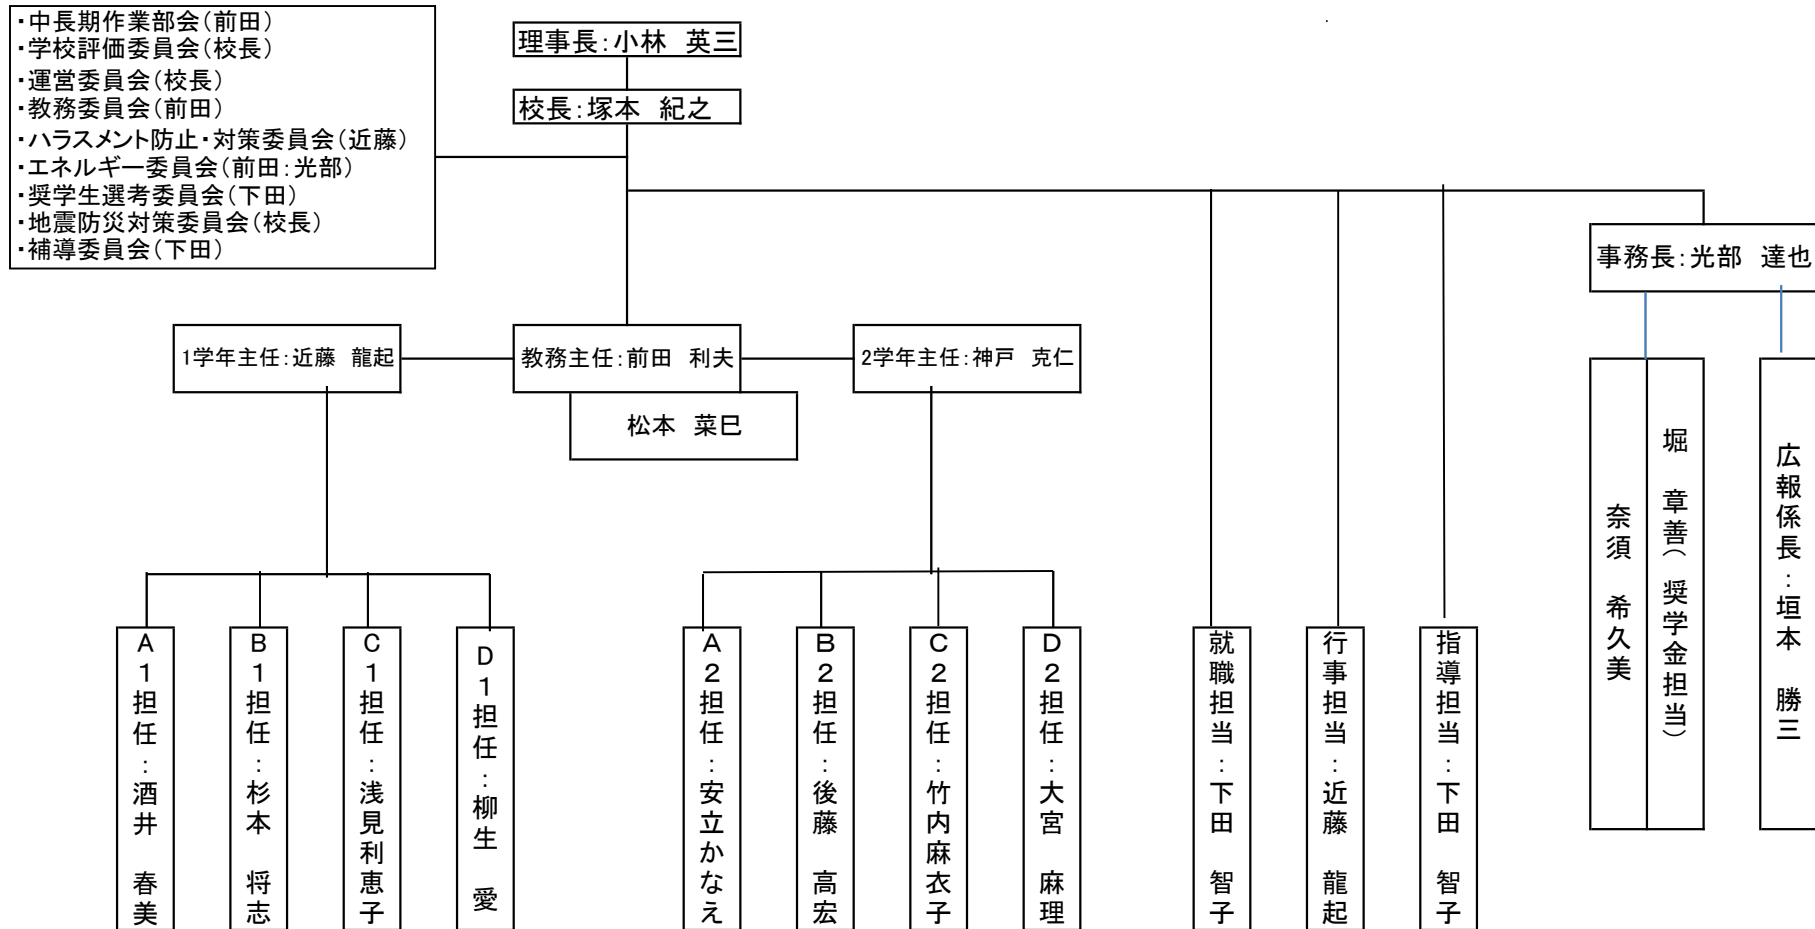 ・中長期作業部会(前田)
・学校評価委員会(校長)
・運営委員会(校長)
・教務委員会(前田)
・ハラスメント防止・対策委員会(近藤)
・エネルギー委員会(前田:光部)
・奨学生選考委員会(下田)
・地震防災対策委員会(校長)
・補導委員会(下田)
理事長:小林　英三
校長:塚本　紀之
事務長:光部　達也
1学年主任:近藤　龍起
教務主任:前田　利夫
2学年主任:神戸　克仁
松本　菜巳
A1担任:酒井　春美
B1担任:杉本　将志
C1担任:浅見利恵子
D1担任:柳生　愛
A2担任:安立かなえ
B2担任:後藤　高宏
C2担任:竹内麻衣子
D2担任:大宮　麻理
就職担当:下田　智子
行事担当:近藤　龍起
指導担当:下田　智子
奈須　希久美
堀　章善(奨学金担当)
広報係長:垣本　勝三